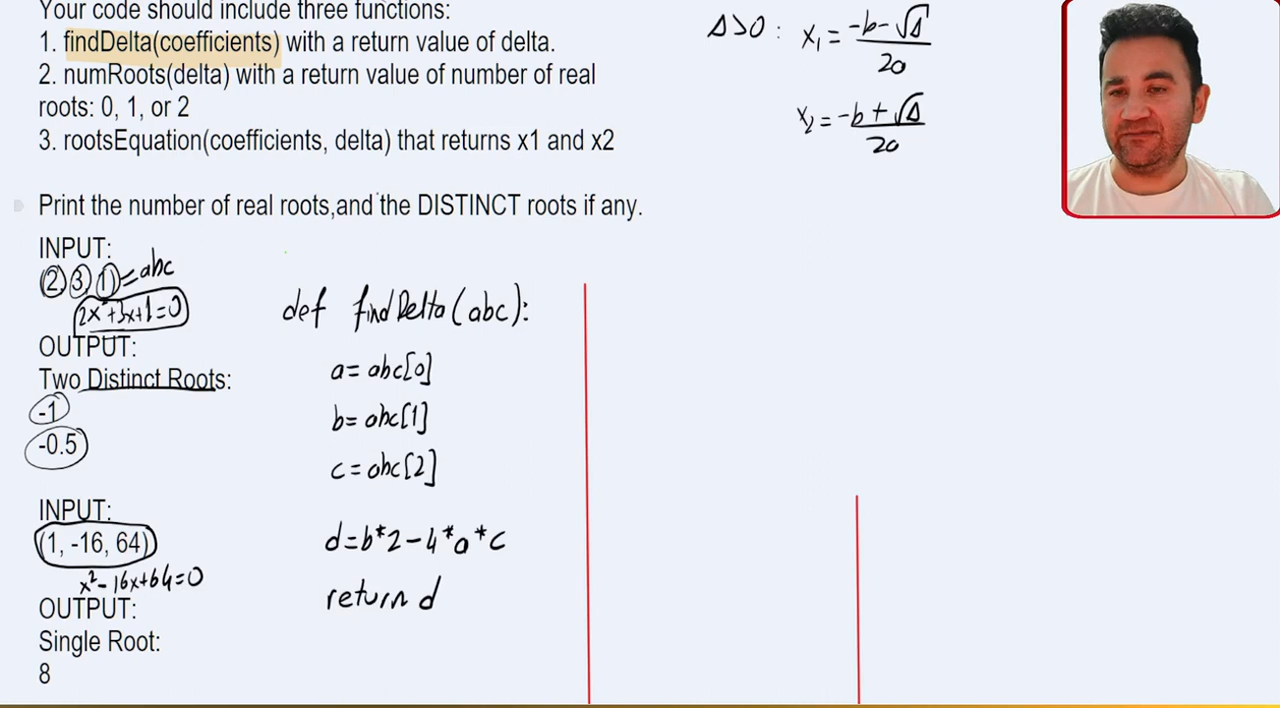 Your code should include three functions:
1. findDelta(coefficients) with a return value of delta.
2. numRoots(delta) with a return value of number of real
roots: 0, 1, or 2
3. rootsEquation(coefficients, delta) that returns x1 and x2
Δ>0 : x₁ = -b-√Δ / 2a
x₂ = -b+√Δ / 2a
Print the number of real roots,and the DISTINCT roots if any.
INPUT:
(2, 3, 1) = abc
2x²+3x+1=0
OUTPUT:
Two Distinct Roots:
-1
-0.5
INPUT:
(1, -16, 64)
x²-16x+64=0
OUTPUT:
Single Root:
8
def findDelta(abc):
a= abc[0]
b= abc[1]
c= abc[2]
d=b*2-4*a*c
return d